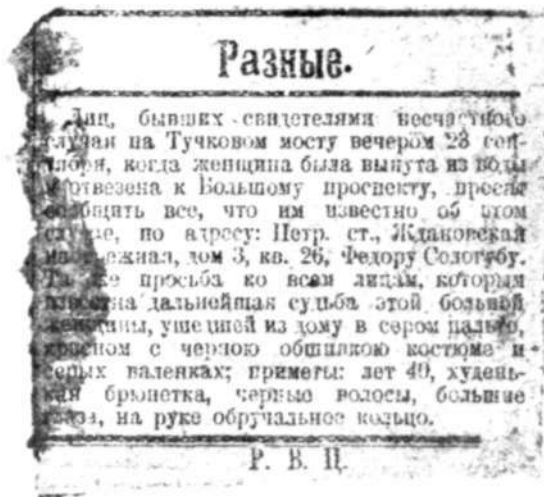 Разные.
Лиц, бывших свидетелями несчастного
случая на Тучковом мосту вечером 23 сен-
тября, когда женщина была вынута из воды
и отвезена к Большому проспекту, просят
сообщить все, что им известно об этом
случае, по адресу: Петр. ст., Ждановская
набережная, дом 3, кв. 26, Федору Сологубу.
Та же просьба ко всем лицам, которым
известна дальнейшая судьба этой больной
женщины, ушедшей из дому в сером пальто,
красном с черною обшивкою костюме и
серых валенках; приметы: лет 40, худень-
кая брюнетка, черные волосы, большие
глаза, на руке обручальное кольцо.
Р. В. Ц.